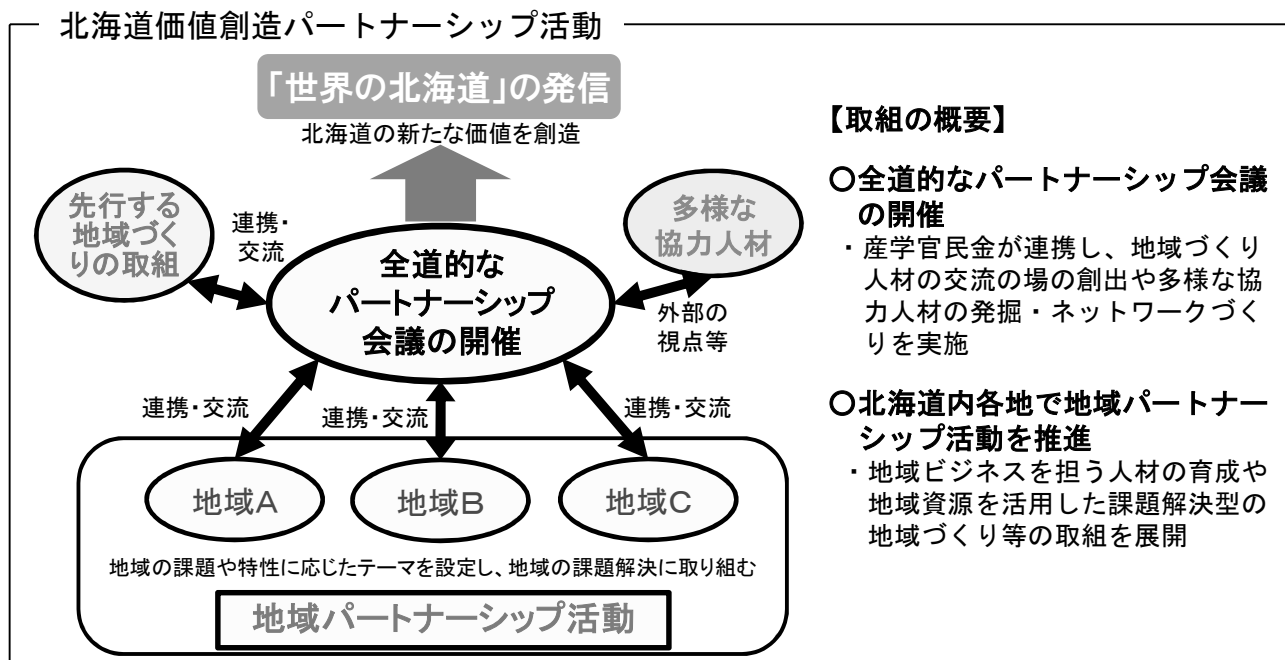 北海道価値創造パートナーシップ活動
「世界の北海道」の発信
北海道の新たな価値を創造
先行する
地域づく
りの取組
連携・
交流
全道的な
パートナーシップ
会議の開催
多様な
協力人材
外部の
視点等
連携・交流
連携・交流
連携・交流
地域A
地域B
地域C
地域の課題や特性に応じたテーマを設定し、地域の課題解決に取り組む
地域パートナーシップ活動
【取組の概要】
○全道的なパートナーシップ会議
の開催
・産学官民金が連携し、地域づくり
人材の交流の場の創出や多様な協
力人材の発掘・ネットワークづく
りを実施
○北海道内各地で地域パートナー
シップ活動を推進
・地域ビジネスを担う人材の育成や
地域資源を活用した課題解決型の
地域づくり等の取組を展開